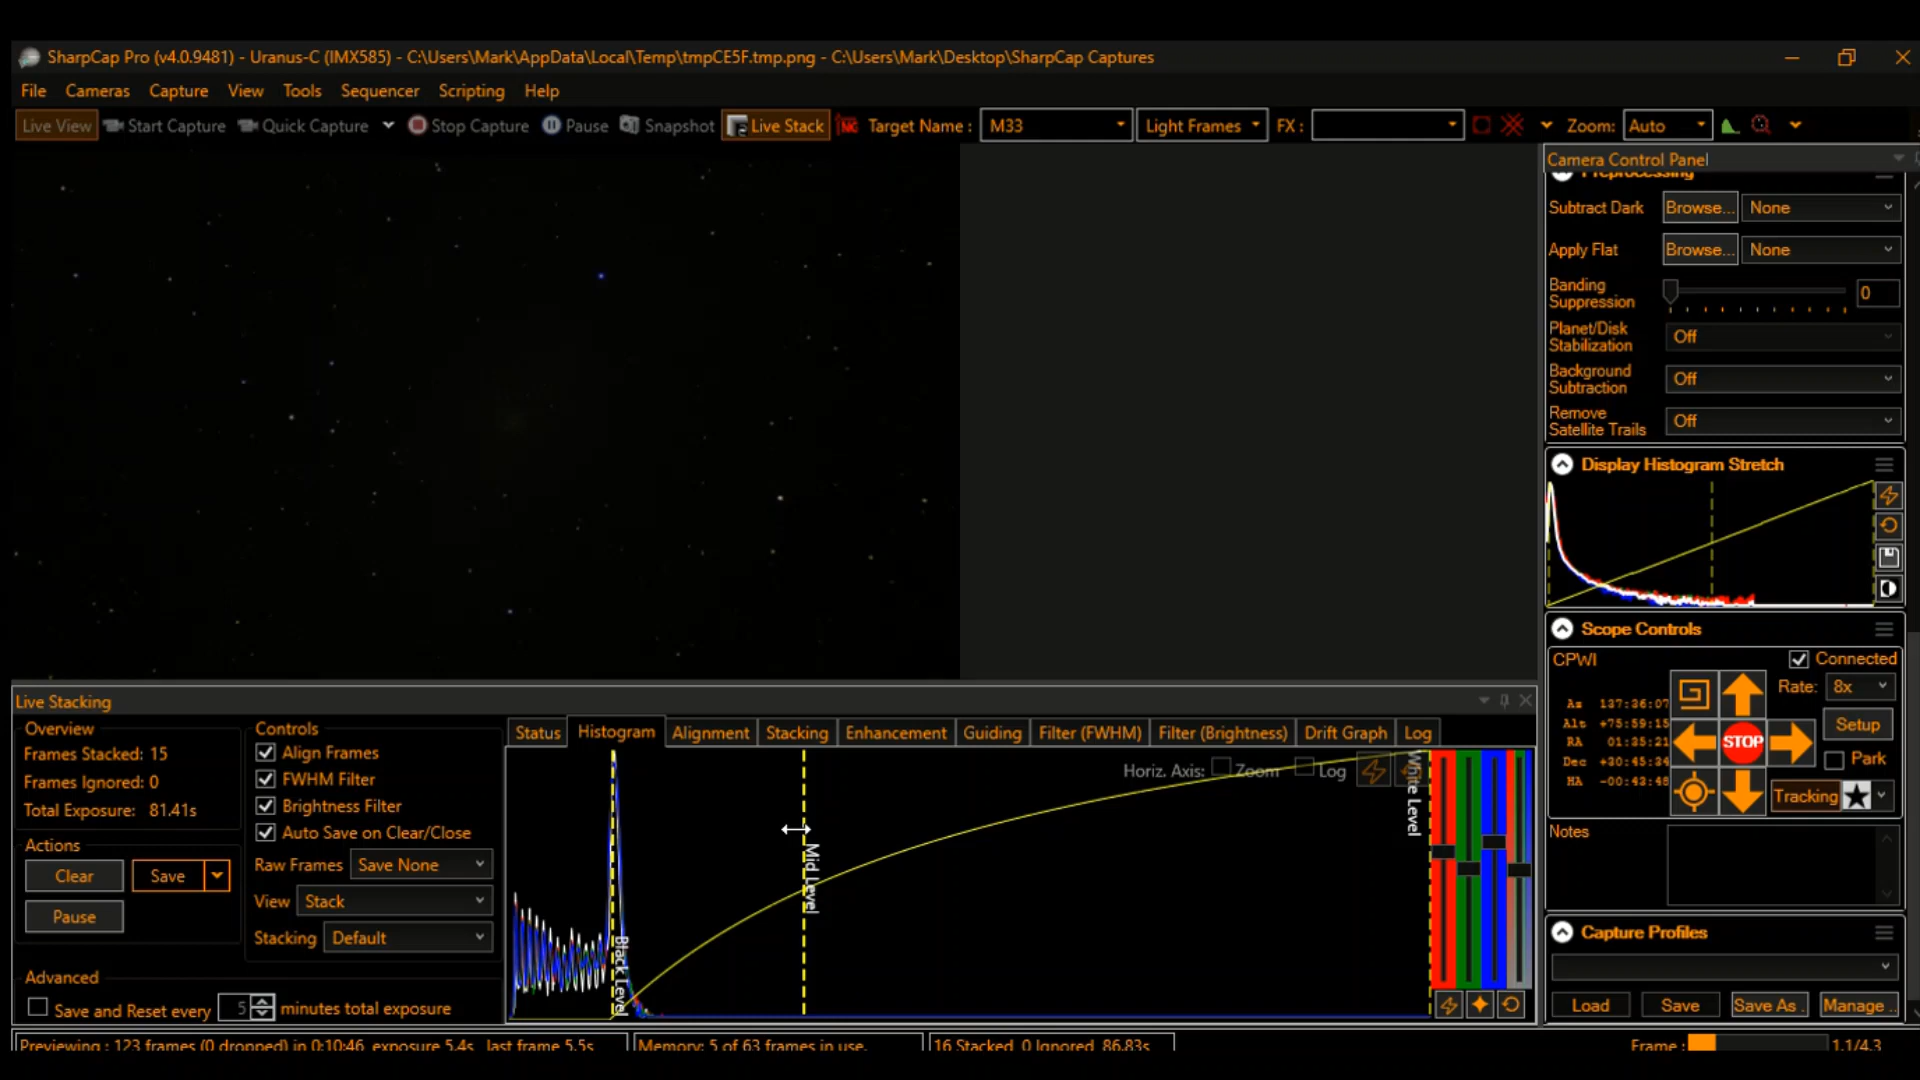 SharpCap Pro (v4.0.9481) - Uranus-C (IMX585) - C:\Users\Mark\AppData\Local\Temp\tmpCE5F.tmp.png - C:\Users\Mark\Desktop\SharpCap Captures
File Cameras Capture View Tools Sequencer Scripting Help
Live View Start Capture Quick Capture Stop Capture Pause Snapshot Live Stack NC Target Name : M33 Light Frames FX : Zoom: Auto
Camera Control Panel
Preprocessing
Subtract Dark Browse... None
Apply Flat Browse... None
Banding Suppression 0
Planet/Disk Stabilization Off
Background Subtraction Off
Remove Satellite Trails Off
Display Histogram Stretch
Scope Controls
CPWI Connected
Rate: 8x
Az 137:36:07
Alt +75:59:15
RA 01:35:21
Dec +30:45:34
HA -00:43:48
STOP
Setup
Park
Tracking
Notes
Capture Profiles
Load Save Save As . Manage ..
Live Stacking
Overview
Frames Stacked: 15
Frames Ignored: 0
Total Exposure: 81.41s
Actions
Clear Save
Pause
Controls
Align Frames
FWHM Filter
Brightness Filter
Auto Save on Clear/Close
Raw Frames Save None
View Stack
Stacking Default
Advanced
Save and Reset every 5 minutes total exposure
Status Histogram Alignment Stacking Enhancement Guiding Filter (FWHM) Filter (Brightness) Drift Graph Log
Horiz. Axis: Zoom Log
Black Level
Mid Level
White Level
Previewing : 123 frames (0 dropped) in 0:10:46, exposure 5.4s, last frame 5.5s
Memory: 5 of 63 frames in use.
16 Stacked, 0 Ignored, 86.83s
Frame : 1.1/4.3